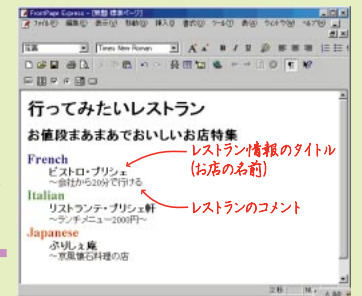 FrontPage Express - [無題 標準ページ]
定義 Times New Roman
行ってみたいレストラン
お値段まあまあでおいしいお店特集
French
ビストロ・ブリシェ
～会社から20分で行ける
Italian
リストランテ・ブリシェ軒
～ランチメニュー2000円～
Japanese
ぶりしぇ庵
～京風懐石料理の店
レストラン情報のタイトル
(お店の名前)
レストランのコメント